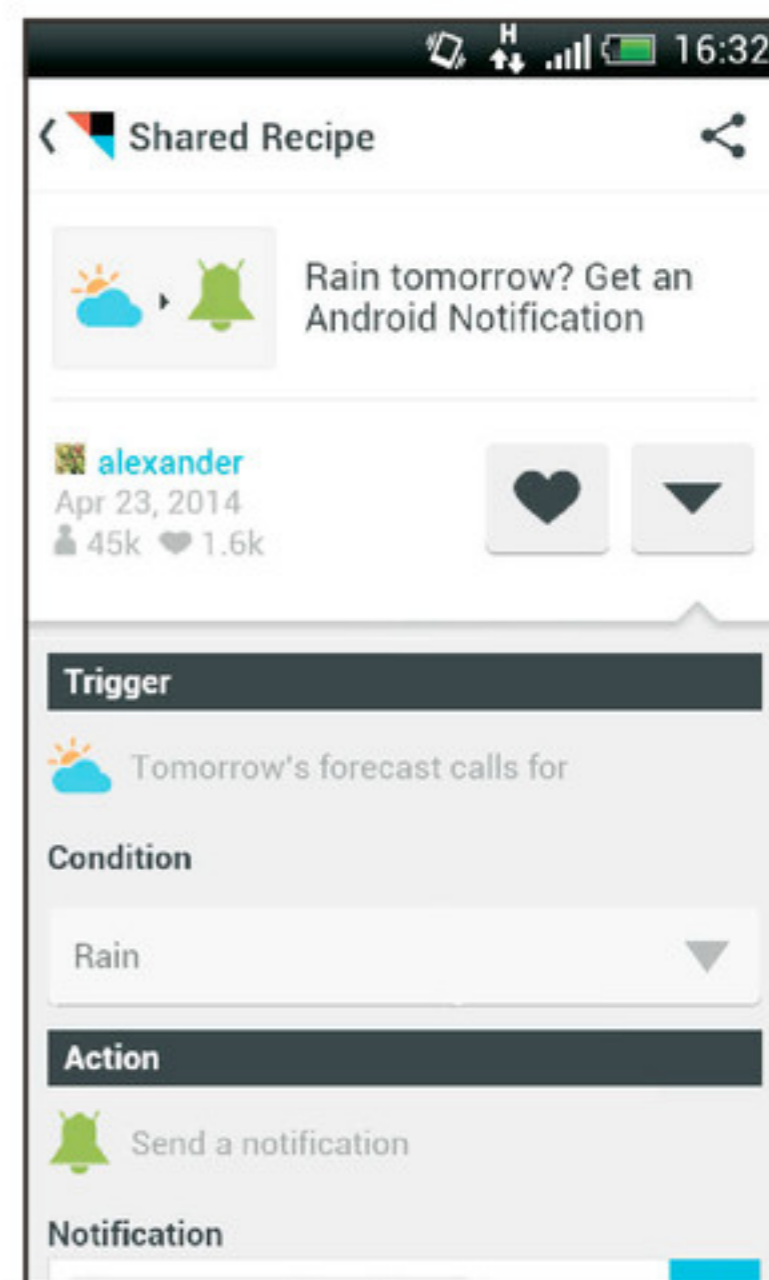 H
16:32
Shared Recipe
Rain tomorrow? Get an
Android Notification
alexander
Apr 23, 2014
45k 1.6k
Trigger
Tomorrow's forecast calls for
Condition
Rain
Action
Send a notification
Notification